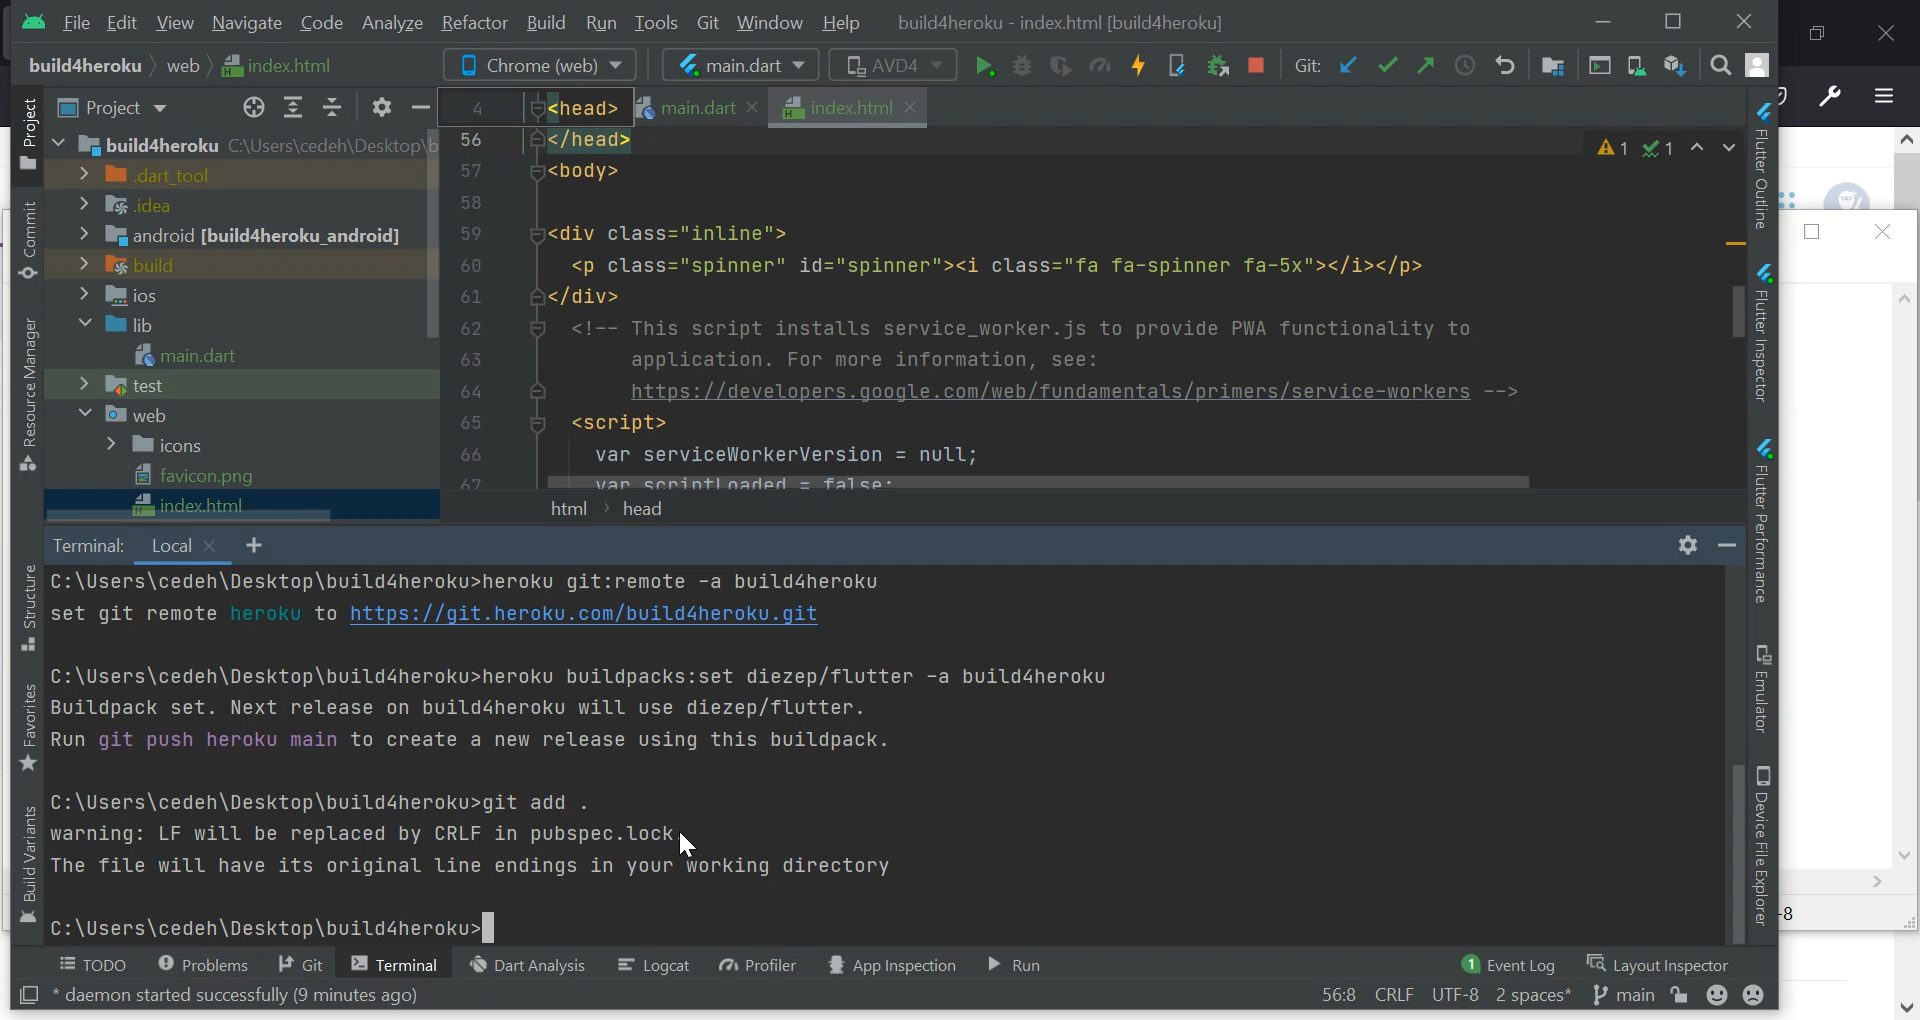 File Edit View Navigate Code Analyze Refactor Build Run Tools Git Window Help build4heroku - index.html [build4heroku]
build4heroku web index.html Chrome (web) main.dart AVD4 Git:
Project
build4heroku C:\Users\cedeh\Desktop\b
.dart_tool
.idea
android [build4heroku_android]
build
ios
lib
main.dart
test
web
icons
favicon.png
index.html
main.dart index.html
4 <head>
56 </head>
57 <body>
58
59 <div class="inline">
60 <p class="spinner" id="spinner"><i class="fa fa-spinner fa-5x"></i></p>
61 </div>
62 <!-- This script installs service_worker.js to provide PWA functionality to
63 application. For more information, see:
64 https://developers.google.com/web/fundamentals/primers/service-workers -->
65 <script>
66 var serviceWorkerVersion = null;
67 var scriptLoaded = false;
1 1
html head
Terminal: Local
C:\Users\cedeh\Desktop\build4heroku>heroku git:remote -a build4heroku
set git remote heroku to https://git.heroku.com/build4heroku.git
C:\Users\cedeh\Desktop\build4heroku>heroku buildpacks:set diezep/flutter -a build4heroku
Buildpack set. Next release on build4heroku will use diezep/flutter.
Run git push heroku main to create a new release using this buildpack.
C:\Users\cedeh\Desktop\build4heroku>git add .
warning: LF will be replaced by CRLF in pubspec.lock
The file will have its original line endings in your working directory
C:\Users\cedeh\Desktop\build4heroku>
Project
Commit
Resource Manager
Structure
Favorites
Build Variants
Flutter Outline
Flutter Inspector
Flutter Performance
Emulator
Device File Explorer
-8
TODO Problems Git Terminal Dart Analysis Logcat Profiler App Inspection Run 1 Event Log Layout Inspector
* daemon started successfully (9 minutes ago) 56:8 CRLF UTF-8 2 spaces* main